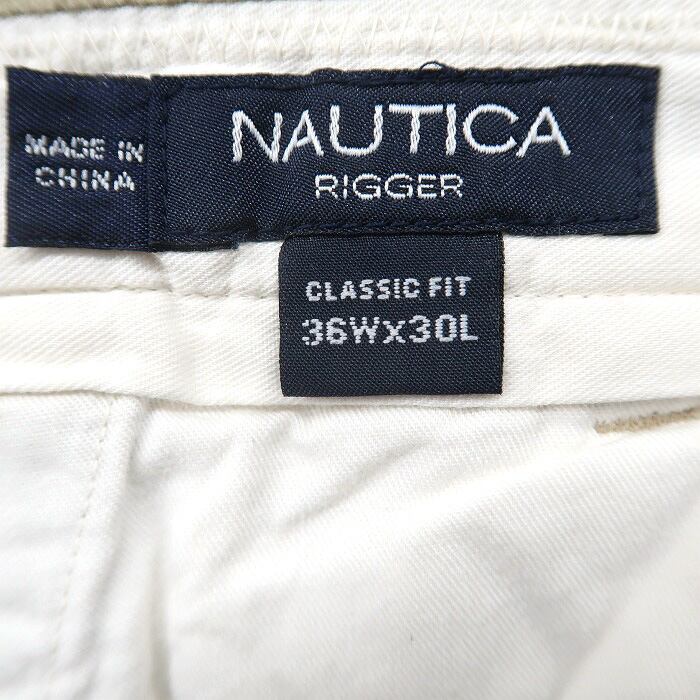 MADE IN
CHINA
NAUTICA
RIGGER
CLASSIC FIT
36Wx30L